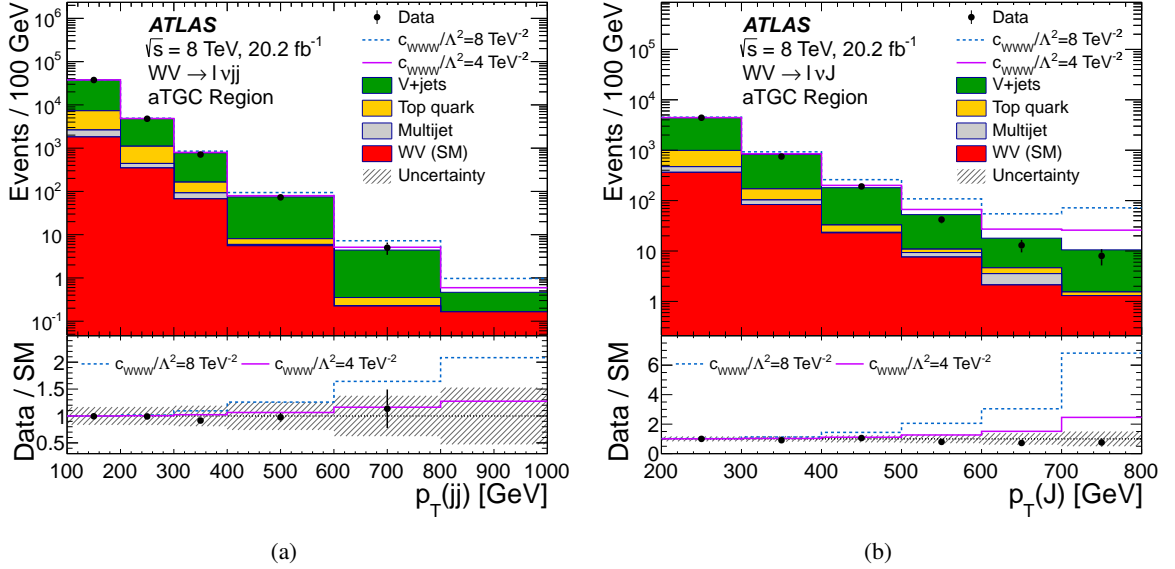 Events / 100 GeV
10⁶
10⁵
10⁴
10³
10²
10
1
10⁻¹
ATLAS
√s = 8 TeV, 20.2 fb⁻¹
WV → l νjj
aTGC Region
Data
c_WWW/Λ²=8 TeV⁻²
c_WWW/Λ²=4 TeV⁻²
V+jets
Top quark
Multijet
WV (SM)
Uncertainty
Data / SM
2
1.5
1
0.5
c_WWW/Λ²=8 TeV⁻² c_WWW/Λ²=4 TeV⁻²
100 200 300 400 500 600 700 800 900 1000
p_T(jj) [GeV]
(a)
Events / 100 GeV
10⁵
10⁴
10³
10²
10
1
ATLAS
√s = 8 TeV, 20.2 fb⁻¹
WV → l νJ
aTGC Region
Data
c_WWW/Λ²=8 TeV⁻²
c_WWW/Λ²=4 TeV⁻²
V+jets
Top quark
Multijet
WV (SM)
Uncertainty
Data / SM
6
4
2
0
c_WWW/Λ²=8 TeV⁻² c_WWW/Λ²=4 TeV⁻²
200 300 400 500 600 700 800
p_T(J) [GeV]
(b)